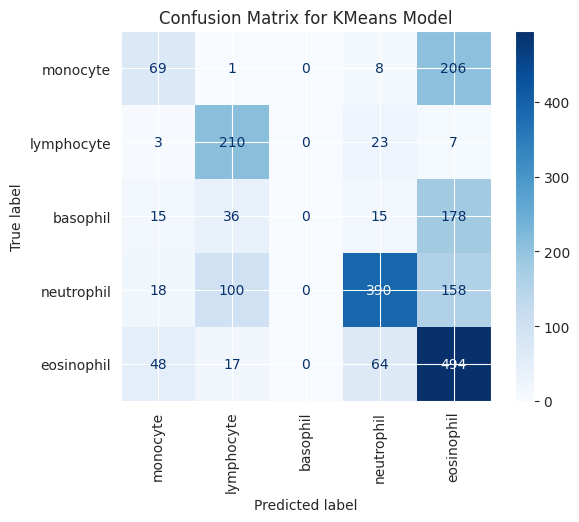 Confusion Matrix for KMeans Model
True label
monocyte 69 1 0 8 206
lymphocyte 3 210 0 23 7
basophil 15 36 0 15 178
neutrophil 18 100 0 390 158
eosinophil 48 17 0 64 494
monocyte lymphocyte basophil neutrophil eosinophil
Predicted label
400
300
200
100
0